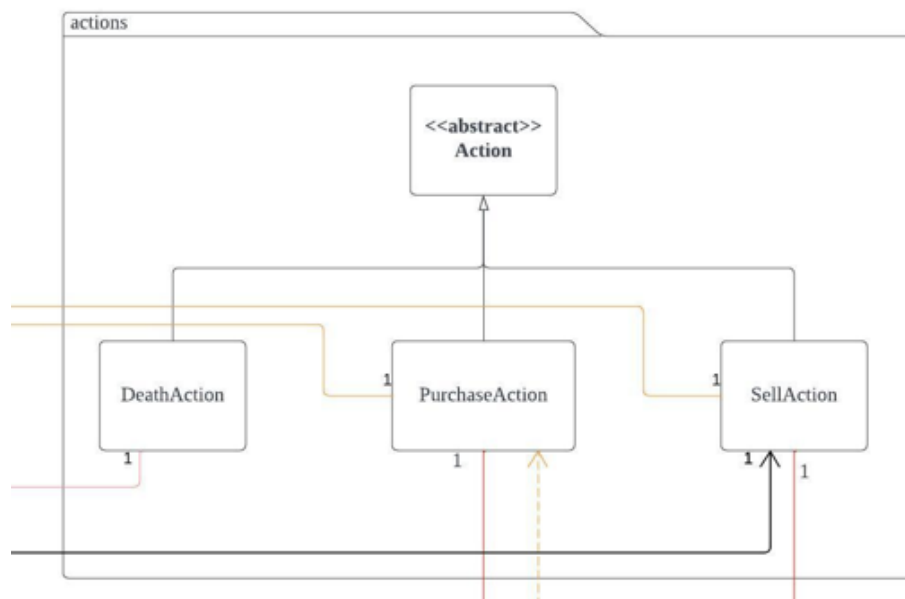 actions
<<abstract>>
Action
1
1
DeathAction
PurchaseAction
SellAction
1
1
1
1